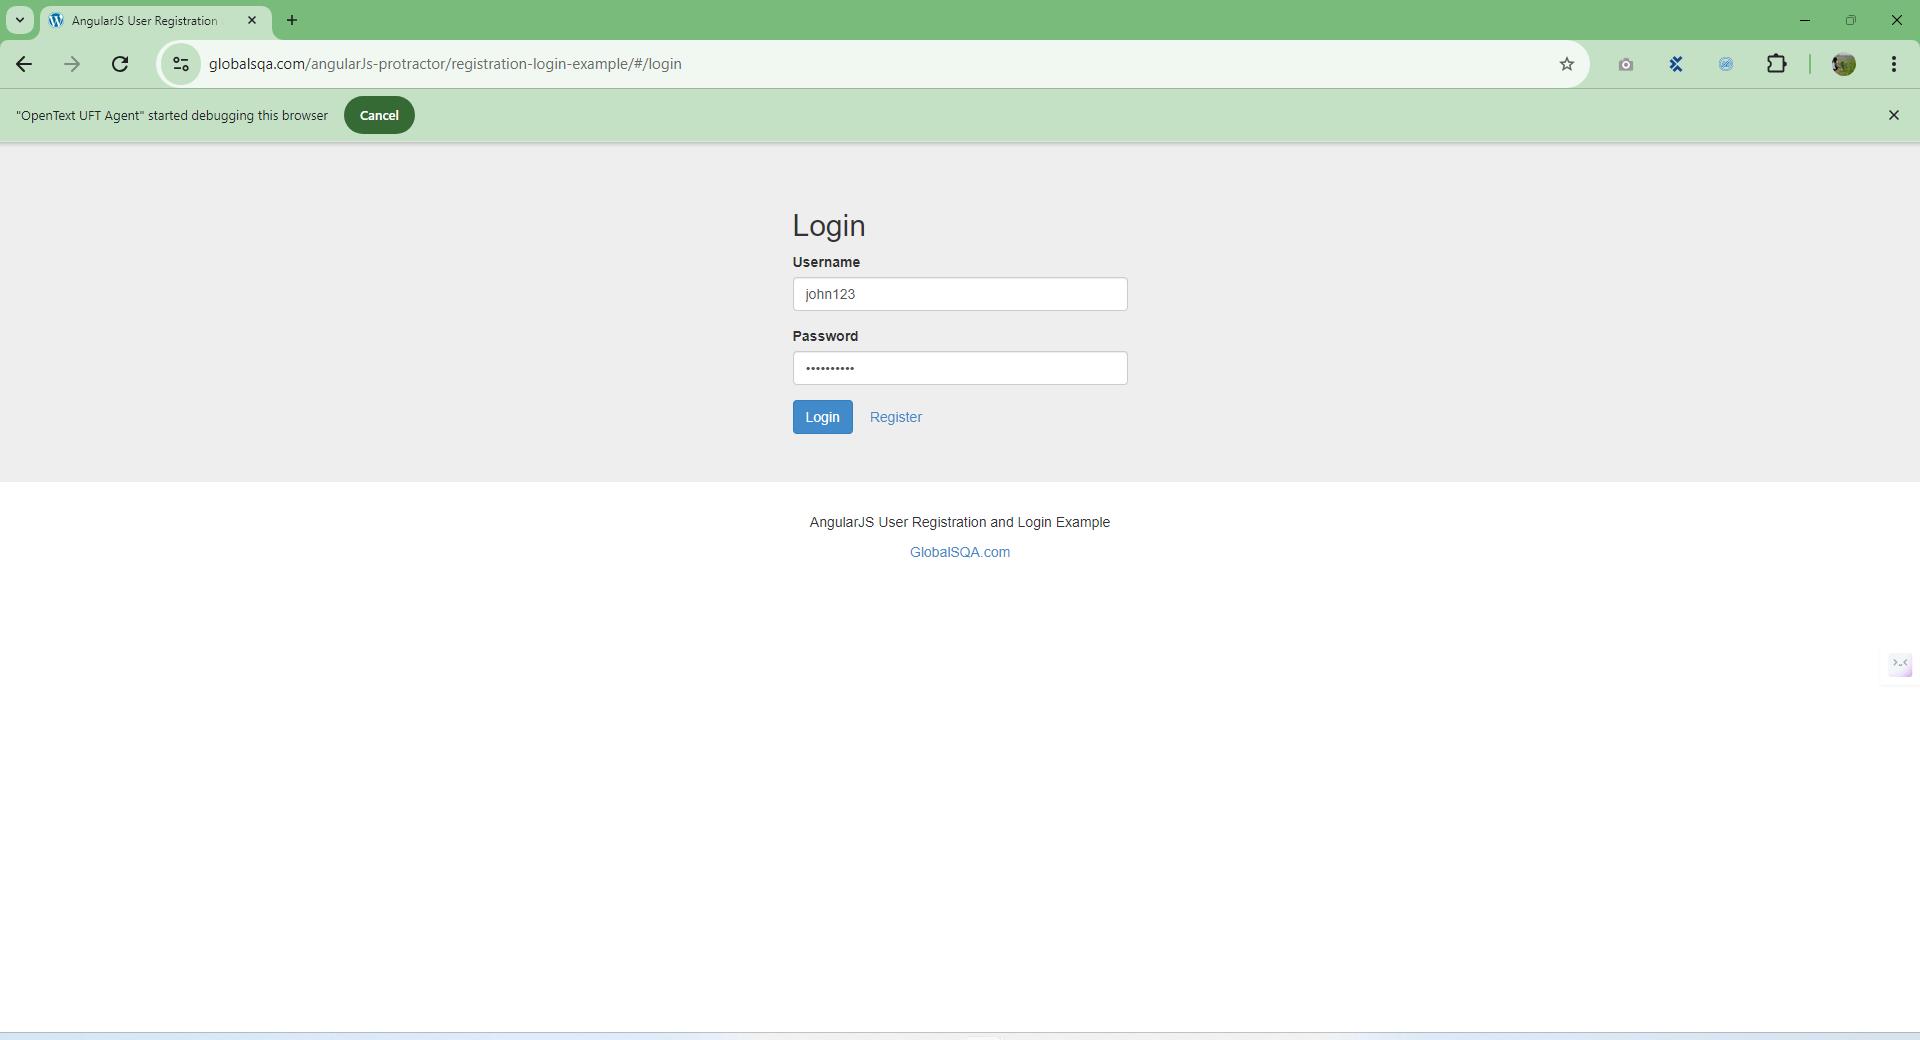 AngularJS User Registration
globalsqa.com/angularJs-protractor/registration-login-example/#/login
"OpenText UFT Agent" started debugging this browser
Cancel
Login
Username
john123
Password
••••••••••
Login
Register
AngularJS User Registration and Login Example
GlobalSQA.com